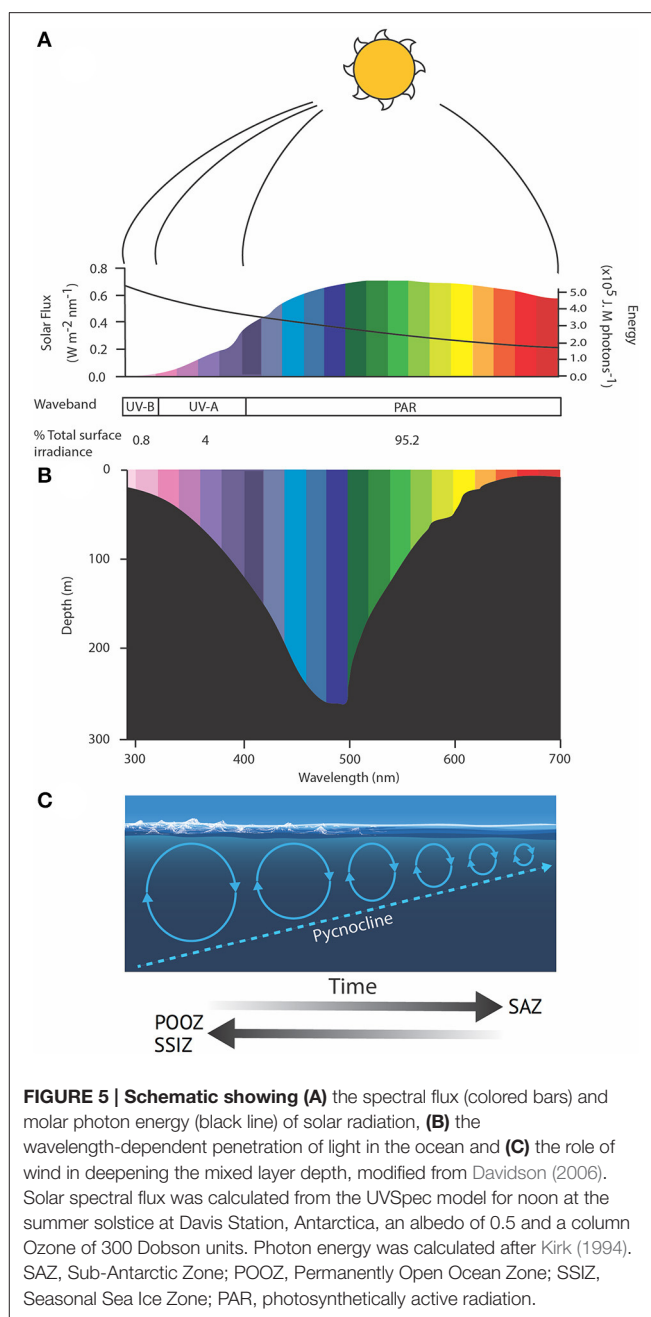 A
0.8
0.6
0.4
0.2
0.0
Solar Flux
(W m-2 nm-1)
5.0
4.0
3.0
2.0
1.0
0.0
Energy
(x10⁵ J. M photons-1)
Waveband UV-B UV-A PAR
% Total surface
irradiance 0.8 4 95.2
B
0
100
200
300
Depth (m)
300 400 500 600 700
Wavelength (nm)
C
Pycnocline
Time
SAZ
POOZ
SSIZ
FIGURE 5 | Schematic showing (A) the spectral flux (colored bars) and
molar photon energy (black line) of solar radiation, (B) the
wavelength-dependent penetration of light in the ocean and (C) the role of
wind in deepening the mixed layer depth, modified from Davidson (2006).
Solar spectral flux was calculated from the UVSpec model for noon at the
summer solstice at Davis Station, Antarctica, an albedo of 0.5 and a column
Ozone of 300 Dobson units. Photon energy was calculated after Kirk (1994).
SAZ, Sub-Antarctic Zone; POOZ, Permanently Open Ocean Zone; SSIZ,
Seasonal Sea Ice Zone; PAR, photosynthetically active radiation.